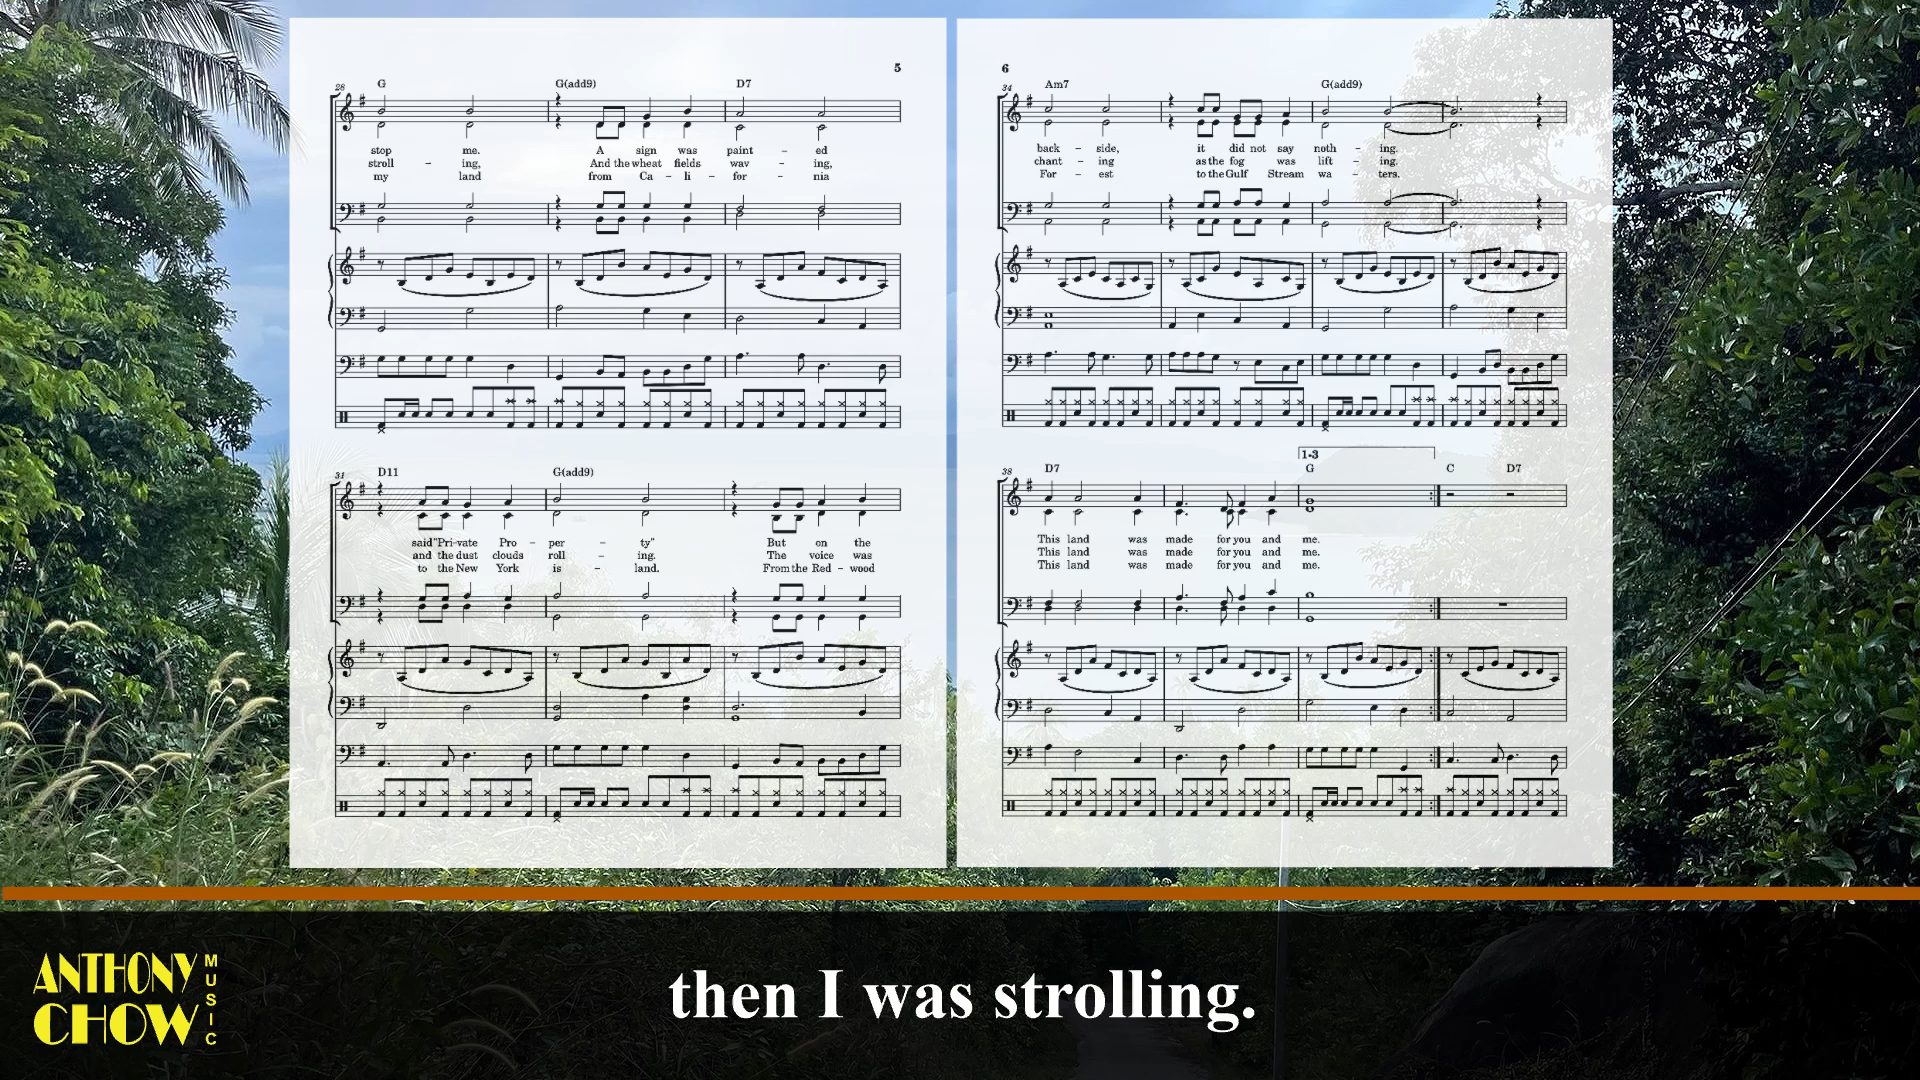 5
28 G G(add9) D7
stop me. A sign was paint - ed
stroll - ing, And the wheat fields wav - ing,
my land from Ca - li - for - nia
31 D11 G(add9)
said "Pri-vate Pro - per - ty" But on the
and the dust clouds roll - ing. The voice was
to the New York is - land. From the Red - wood
6
34 Am7 G(add9)
back - side, it did not say noth - ing.
chant - ing as the fog was lift - ing.
For - est to the Gulf Stream wa - ters.
1-3
38 D7 G C D7
This land was made for you and me.
This land was made for you and me.
This land was made for you and me.
ANTHONY
CHOW
MUSIC
then I was strolling.